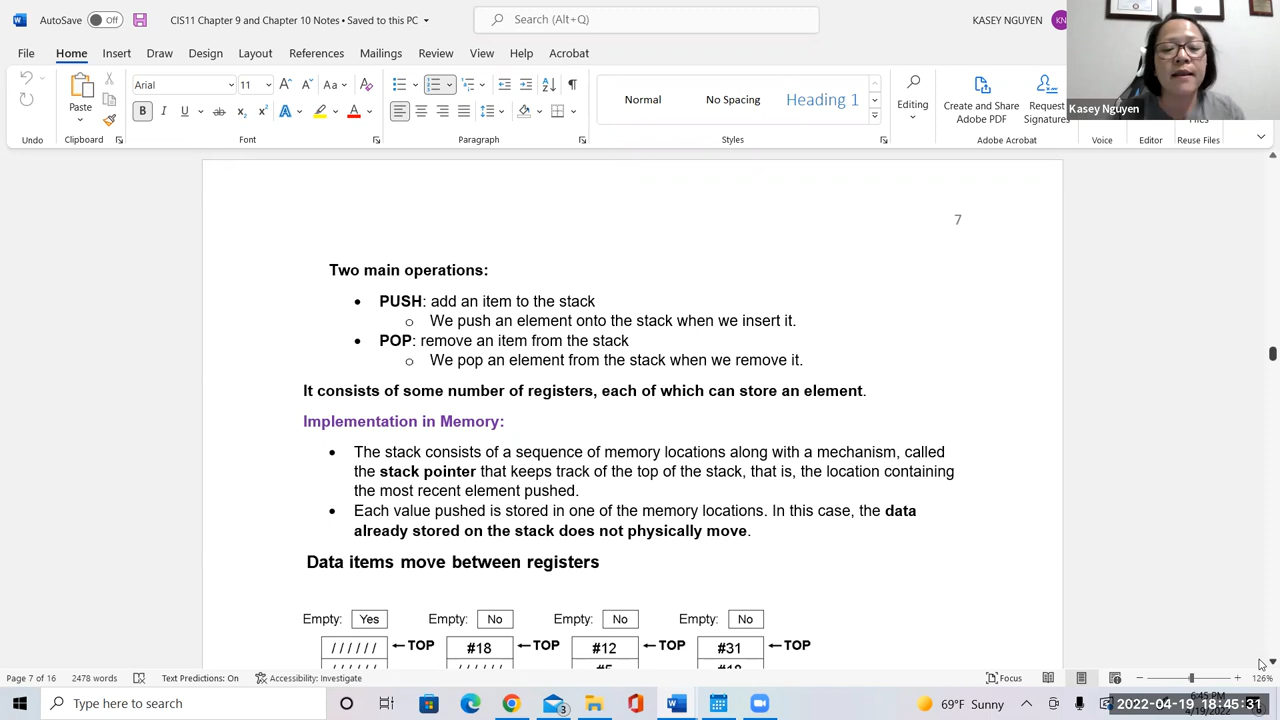 AutoSave Off CIS11 Chapter 9 and Chapter 10 Notes • Saved to this PC Search (Alt+Q) KASEY NGUYEN KN
File Home Insert Draw Design Layout References Mailings Review View Help Acrobat
Arial 11 Aa
Paste B I U ab x₂ x² A A Normal No Spacing Heading 1 Editing Create and Share Adobe PDF Request Signatures Files
Kasey Nguyen
Undo Clipboard Font Paragraph Styles Adobe Acrobat Voice Editor Reuse Files
7
Two main operations:
• PUSH: add an item to the stack
o We push an element onto the stack when we insert it.
• POP: remove an item from the stack
o We pop an element from the stack when we remove it.
It consists of some number of registers, each of which can store an element.
Implementation in Memory:
• The stack consists of a sequence of memory locations along with a mechanism, called
the stack pointer that keeps track of the top of the stack, that is, the location containing
the most recent element pushed.
• Each value pushed is stored in one of the memory locations. In this case, the data
already stored on the stack does not physically move.
Data items move between registers
Empty: Yes Empty: No Empty: No Empty: No
/ / / / / / ←TOP #18 ←TOP #12 ←TOP #31 ←TOP
Page 7 of 16 2478 words Text Predictions: On Accessibility: Investigate Focus 126%
Type here to search 3 69°F Sunny 2022-04-19 18:45:31